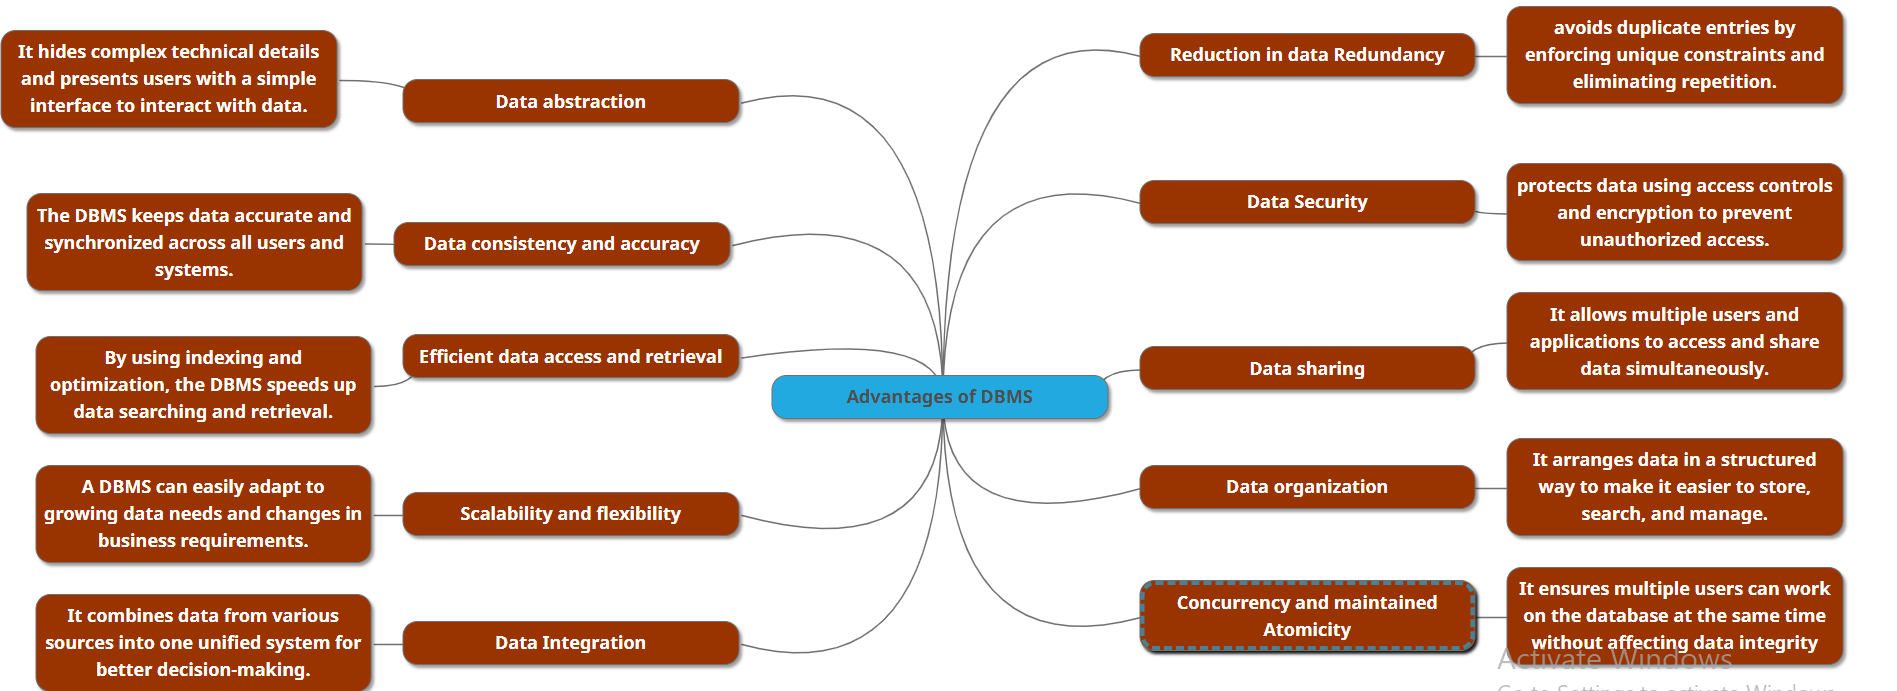 Advantages of DBMS
Data abstraction
It hides complex technical details
and presents users with a simple
interface to interact with data.
Data consistency and accuracy
The DBMS keeps data accurate and
synchronized across all users and
systems.
Efficient data access and retrieval
By using indexing and
optimization, the DBMS speeds up
data searching and retrieval.
Scalability and flexibility
A DBMS can easily adapt to
growing data needs and changes in
business requirements.
Data Integration
It combines data from various
sources into one unified system for
better decision-making.
Reduction in data Redundancy
avoids duplicate entries by
enforcing unique constraints and
eliminating repetition.
Data Security
protects data using access controls
and encryption to prevent
unauthorized access.
Data sharing
It allows multiple users and
applications to access and share
data simultaneously.
Data organization
It arranges data in a structured
way to make it easier to store,
search, and manage.
Concurrency and maintained
Atomicity
It ensures multiple users can work
on the database at the same time
without affecting data integrity
Activate Windows
Go to Settings to activate Windows